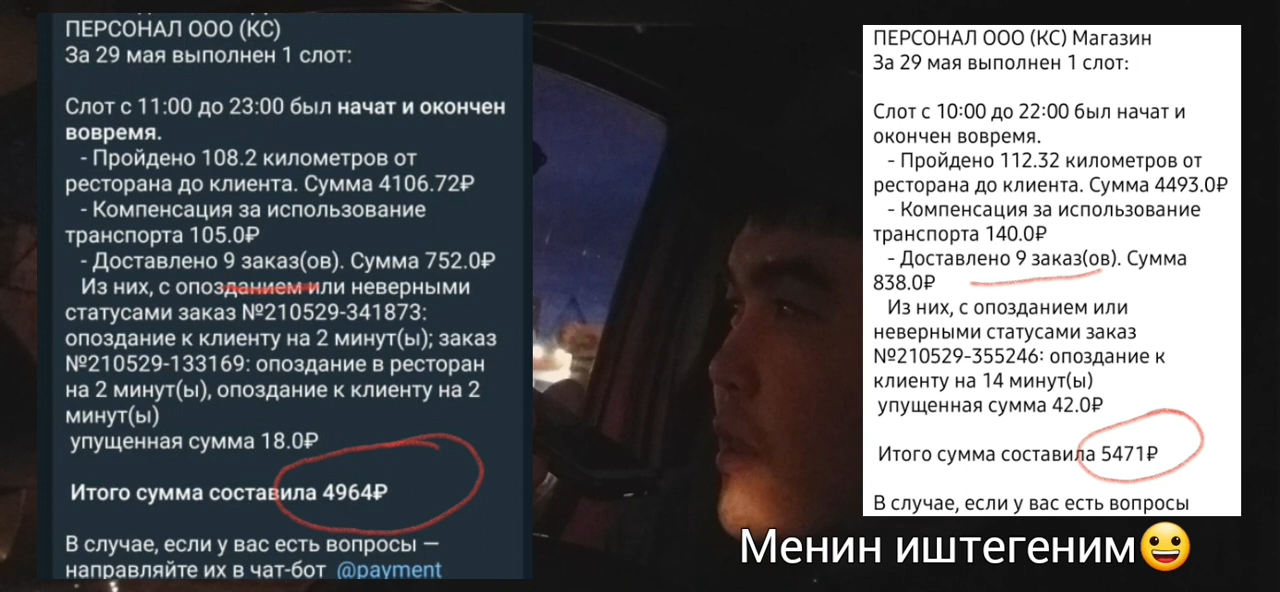 ПЕРСОНАЛ ООО (КС)
За 29 мая выполнен 1 слот:
Слот с 11:00 до 23:00 был начат и окончен
вовремя.
- Пройдено 108.2 километров от
ресторана до клиента. Сумма 4106.72₽
- Компенсация за использование
транспорта 105.0₽
- Доставлено 9 заказ(ов). Сумма 752.0₽
Из них, с опозданием или неверными
статусами заказ №210529-341873:
опоздание к клиенту на 2 минут(ы); заказ
№210529-133169: опоздание в ресторан
на 2 минут(ы), опоздание к клиенту на 2
минут(ы)
упущенная сумма 18.0₽
Итого сумма составила 4964₽
В случае, если у вас есть вопросы —
направляйте их в чат-бот @payment
ПЕРСОНАЛ ООО (КС) Магазин
За 29 мая выполнен 1 слот:
Слот с 10:00 до 22:00 был начат и
окончен вовремя.
- Пройдено 112.32 километров от
ресторана до клиента. Сумма 4493.0₽
- Компенсация за использование
транспорта 140.0₽
- Доставлено 9 заказ(ов). Сумма
838.0₽
Из них, с опозданием или
неверными статусами заказ
№210529-355246: опоздание к
клиенту на 14 минут(ы)
упущенная сумма 42.0₽
Итого сумма составила 5471₽
В случае, если у вас есть вопросы
Менин иштегеним😀